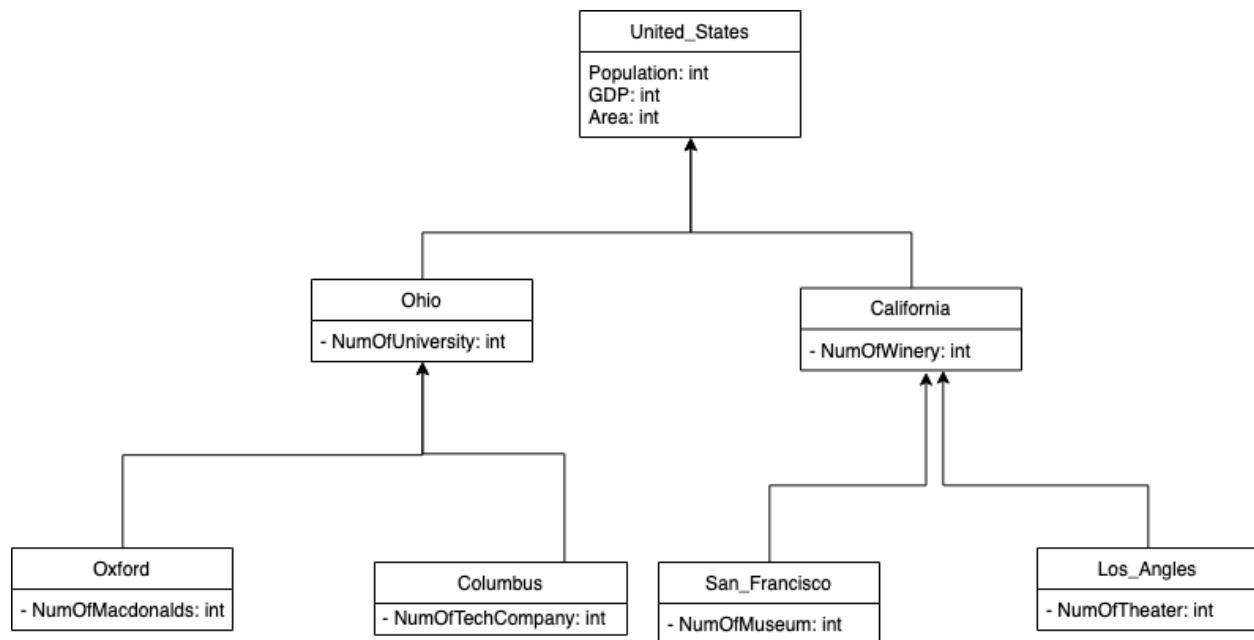 United_States
Population: int
GDP: int
Area: int
Ohio
- NumOfUniversity: int
California
- NumOfWinery: int
Oxford
- NumOfMacdonalds: int
Columbus
- NumOfTechCompany: int
San_Francisco
- NumOfMuseum: int
Los_Angles
- NumOfTheater: int